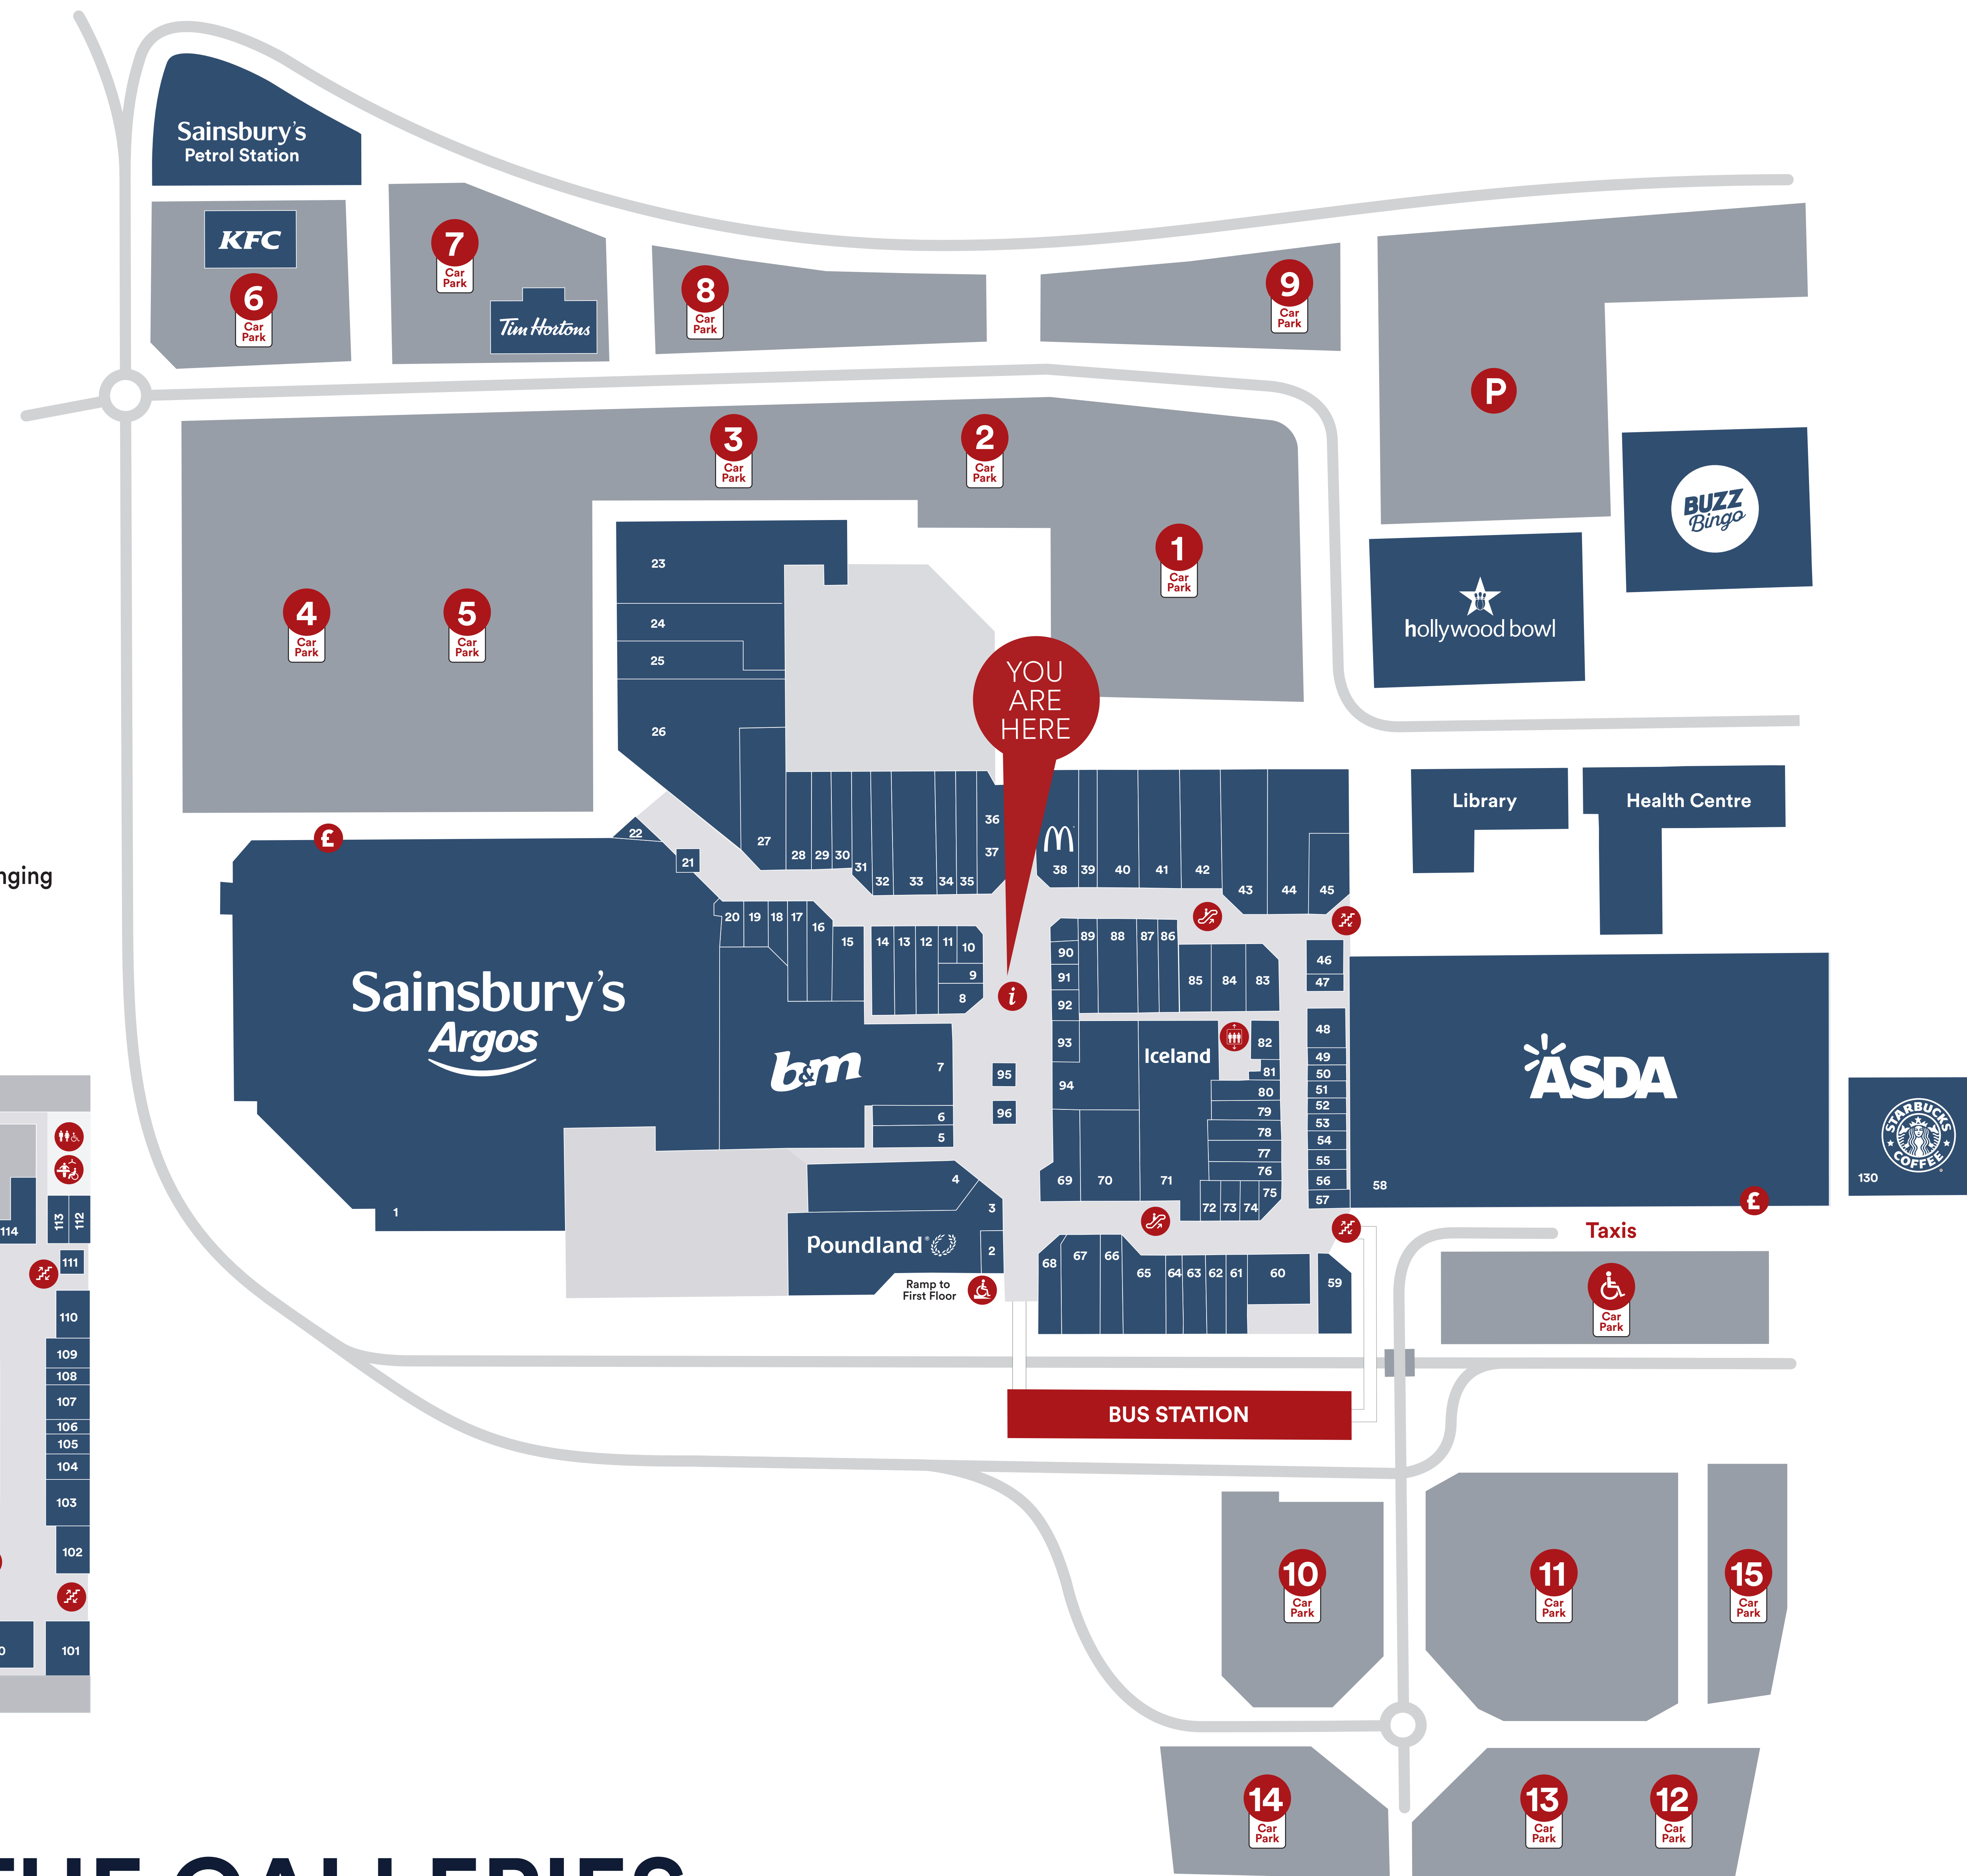 Sainsbury's
Petrol Station
KFC
6
Car
Park
7
Car
Park
Tim Hortons
8
Car
Park
9
Car
Park
P
BUZZ
Bingo
hollywood bowl
3
Car
Park
2
Car
Park
1
Car
Park
4
Car
Park
5
Car
Park
23
24
25
26
27
YOU
ARE
HERE
22
21
28
29
30
31
32
33
34
35
36
37
38
39
40
41
42
43
44
45
Library
Health Centre
£
20
19
18
17
16
15
14
13
12
11
10
9
8
i
89
88
87
86
90
91
92
85
84
83
46
47
Sainsbury's
Argos
1
b&m
7
6
5
95
96
93
94
Iceland
82
81
80
79
78
77
76
75
69
70
71
72
73
74
48
49
50
51
52
53
54
55
56
57
ASDA
58
£
STARBUCKS
COFFEE
130
4
3
Poundland
2
Ramp to
First Floor
68
67
66
65
64
63
62
61
60
59
Taxis
Car
Park
BUS STATION
10
Car
Park
11
Car
Park
15
Car
Park
14
Car
Park
13
Car
Park
12
Car
Park
nging
114
113
112
111
110
109
108
107
106
105
104
103
102
0
101
THE GALLERIES